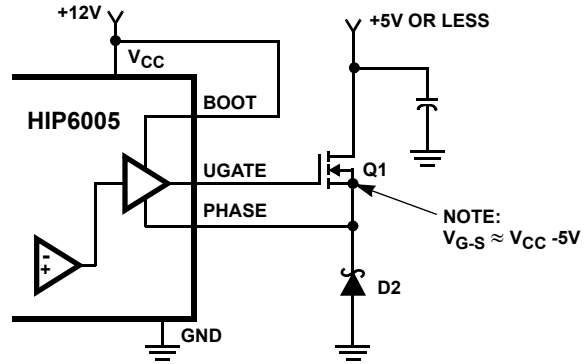 +12V
+5V OR LESS
VCC
BOOT
HIP6005
UGATE
Q1
PHASE
NOTE:
VG-S ≈ VCC -5V
- +
D2
GND